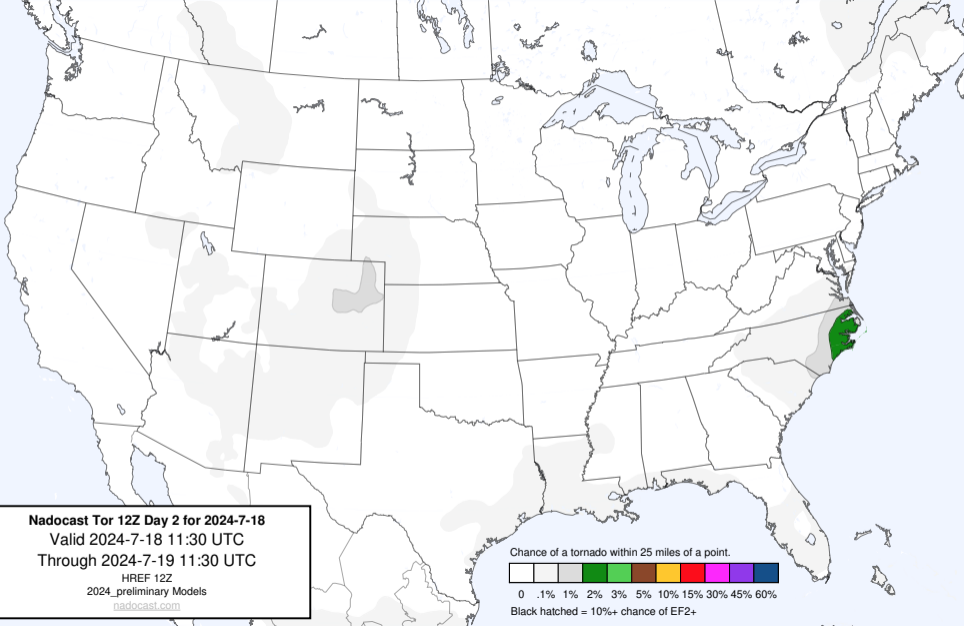 Nadocast Tor 12Z Day 2 for 2024-7-18
Valid 2024-7-18 11:30 UTC
Through 2024-7-19 11:30 UTC
HREF 12Z
2024_preliminary Models
nadocast.com
Chance of a tornado within 25 miles of a point.
0 .1% 1% 2% 3% 5% 10% 15% 30% 45% 60%
Black hatched = 10%+ chance of EF2+